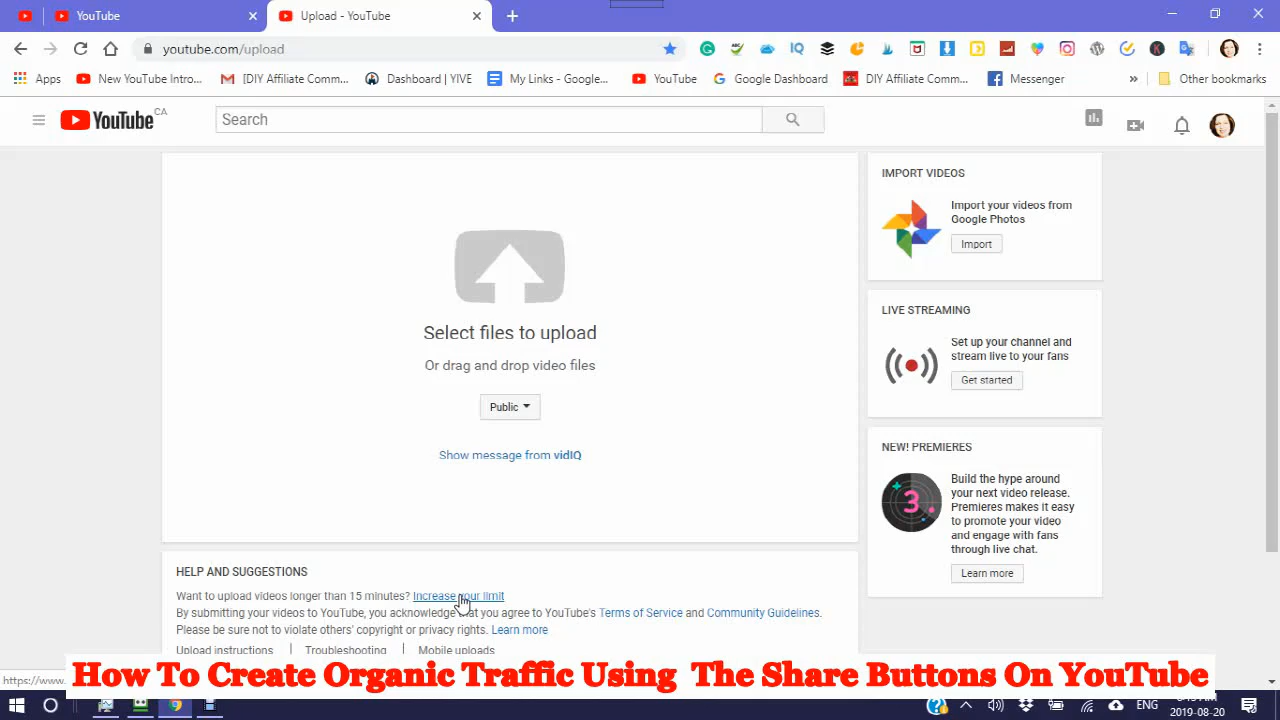 YouTube
Upload - YouTube
youtube.com/upload
Apps
New YouTube Intro...
[DIY Affiliate Comm...
Dashboard | YIVE
My Links - Google...
YouTube
Google Dashboard
DIY Affiliate Comm...
Messenger
»
Other bookmarks
YouTube CA
Search
Select files to upload
Or drag and drop video files
Public
Show message from vidIQ
IMPORT VIDEOS
Import your videos from
Google Photos
Import
LIVE STREAMING
Set up your channel and
stream live to your fans
Get started
NEW! PREMIERES
Build the hype around
your next video release.
Premieres makes it easy
to promote your video
and engage with fans
through live chat.
Learn more
HELP AND SUGGESTIONS
Want to upload videos longer than 15 minutes? Increase your limit
By submitting your videos to YouTube, you acknowledge that you agree to YouTube's Terms of Service and Community Guidelines.
Please be sure not to violate others' copyright or privacy rights. Learn more
Upload instructions | Troubleshooting | Mobile uploads
https://www.
How To Create Organic Traffic Using The Share Buttons On YouTube
ENG
2019-08-20